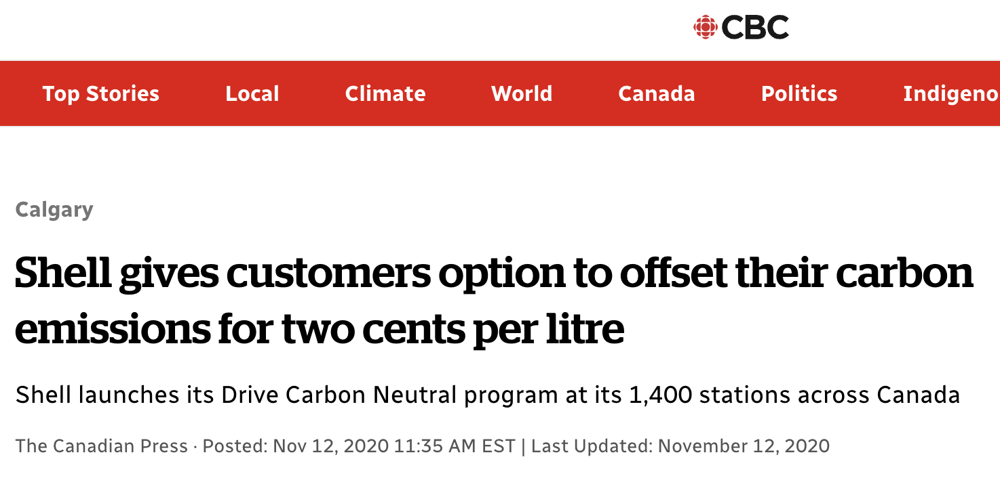 CBC
Top Stories Local Climate World Canada Politics Indigeno
Calgary
Shell gives customers option to offset their carbon
emissions for two cents per litre
Shell launches its Drive Carbon Neutral program at its 1,400 stations across Canada
The Canadian Press · Posted: Nov 12, 2020 11:35 AM EST | Last Updated: November 12, 2020